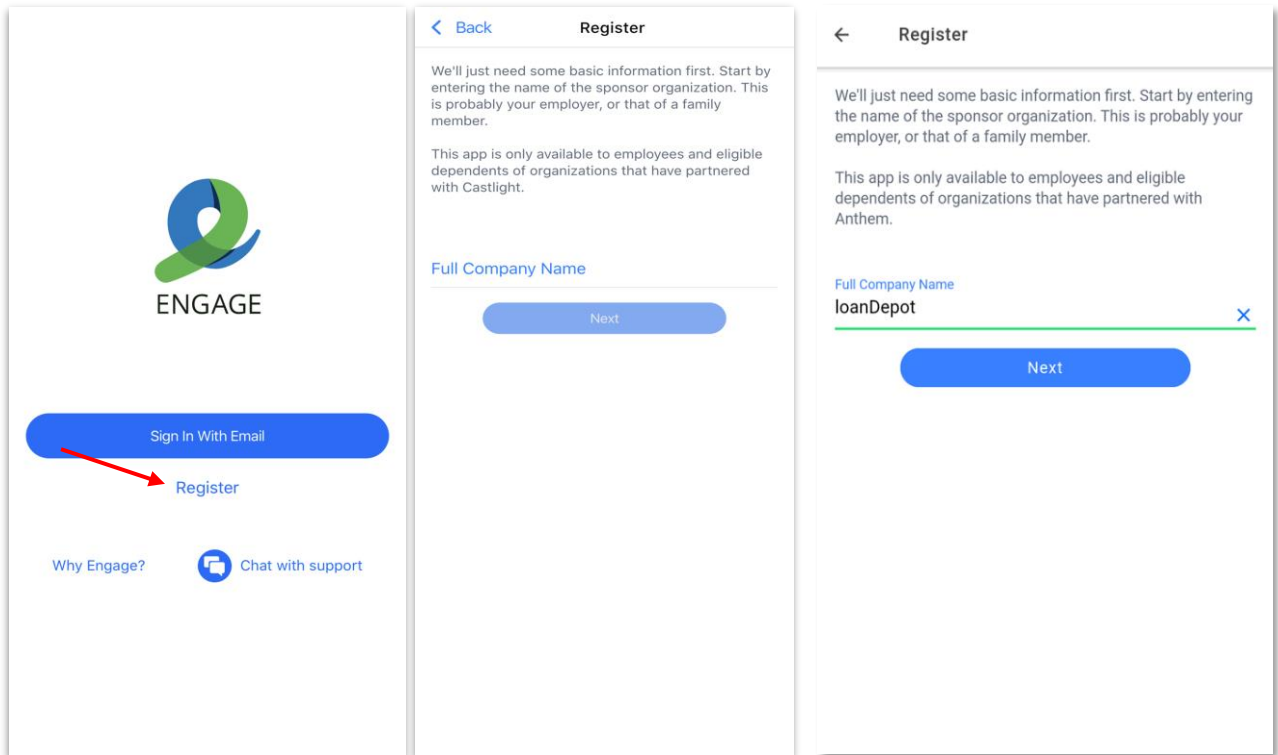 ENGAGE
Sign In With Email
Register
Why Engage?
Chat with support
Back
Register
We'll just need some basic information first. Start by
entering the name of the sponsor organization. This
is probably your employer, or that of a family
member.
This app is only available to employees and eligible
dependents of organizations that have partnered
with Castlight.
Full Company Name
Next
Register
We'll just need some basic information first. Start by entering
the name of the sponsor organization. This is probably your
employer, or that of a family member.
This app is only available to employees and eligible
dependents of organizations that have partnered with
Anthem.
Full Company Name
loanDepot
Next